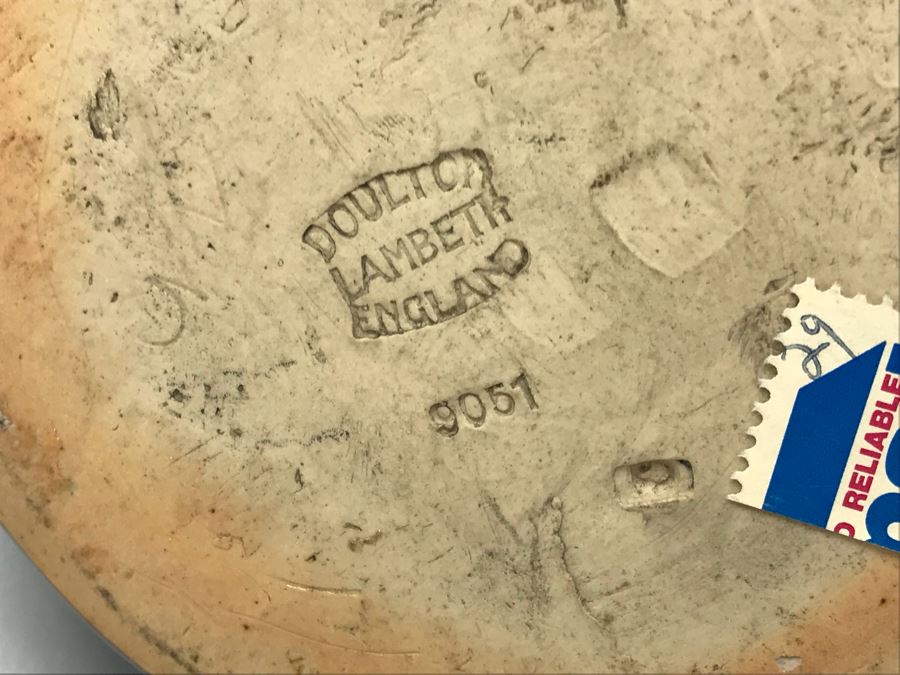 DOULTON
LAMBETH
ENGLAND
9051
29
RELIABLE